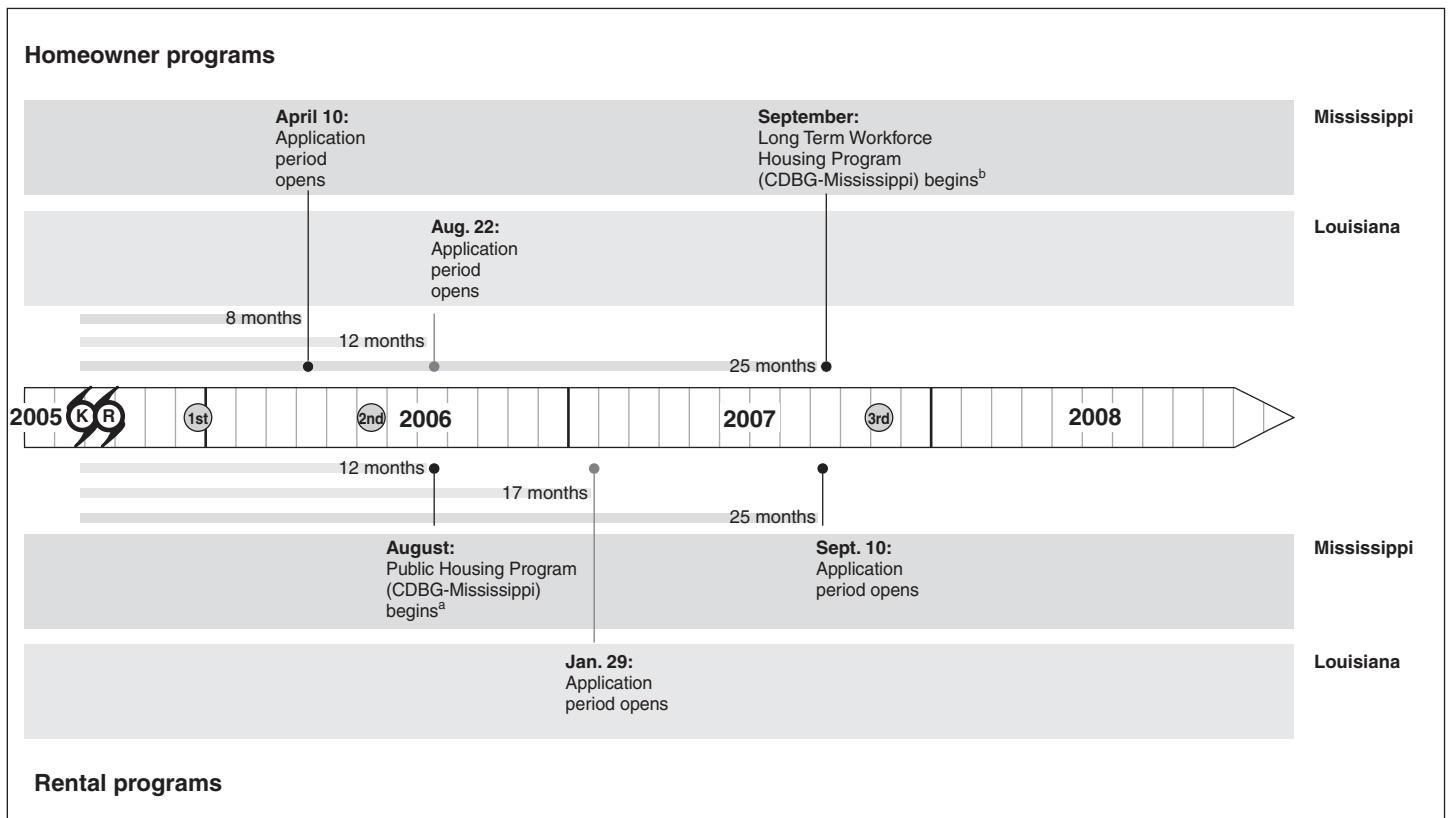 Homeowner programs
April 10:
Application
period
opens
September:
Long Term Workforce
Housing Program
(CDBG-Mississippi) begins b
Mississippi
Aug. 22:
Application
period
opens
Louisiana
8 months
12 months
25 months
2005 K R 1st 2nd 2006 2007 3rd 2008
12 months
17 months
25 months
August:
Public Housing Program
(CDBG-Mississippi)
begins a
Sept. 10:
Application
period opens
Mississippi
Jan. 29:
Application
period opens
Louisiana
Rental programs